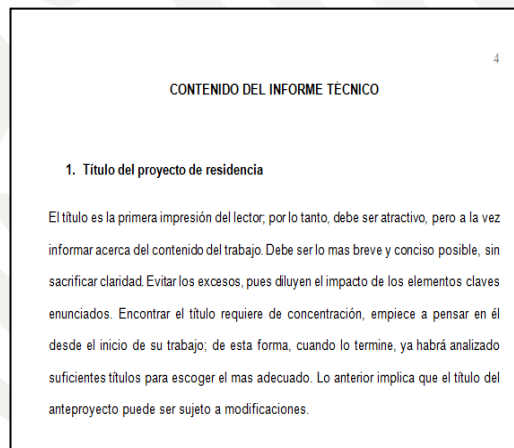 4
CONTENIDO DEL INFORME TÉCNICO
1. Título del proyecto de residencia
El título es la primera impresión del lector; por lo tanto, debe ser atractivo, pero a la vez
informar acerca del contenido del trabajo. Debe ser lo mas breve y conciso posible, sin
sacrificar claridad. Evitar los excesos, pues diluyen el impacto de los elementos claves
enunciados. Encontrar el título requiere de concentración, empiece a pensar en él
desde el inicio de su trabajo; de esta forma, cuando lo termine, ya habrá analizado
suficientes títulos para escoger el mas adecuado. Lo anterior implica que el título del
anteproyecto puede ser sujeto a modificaciones.